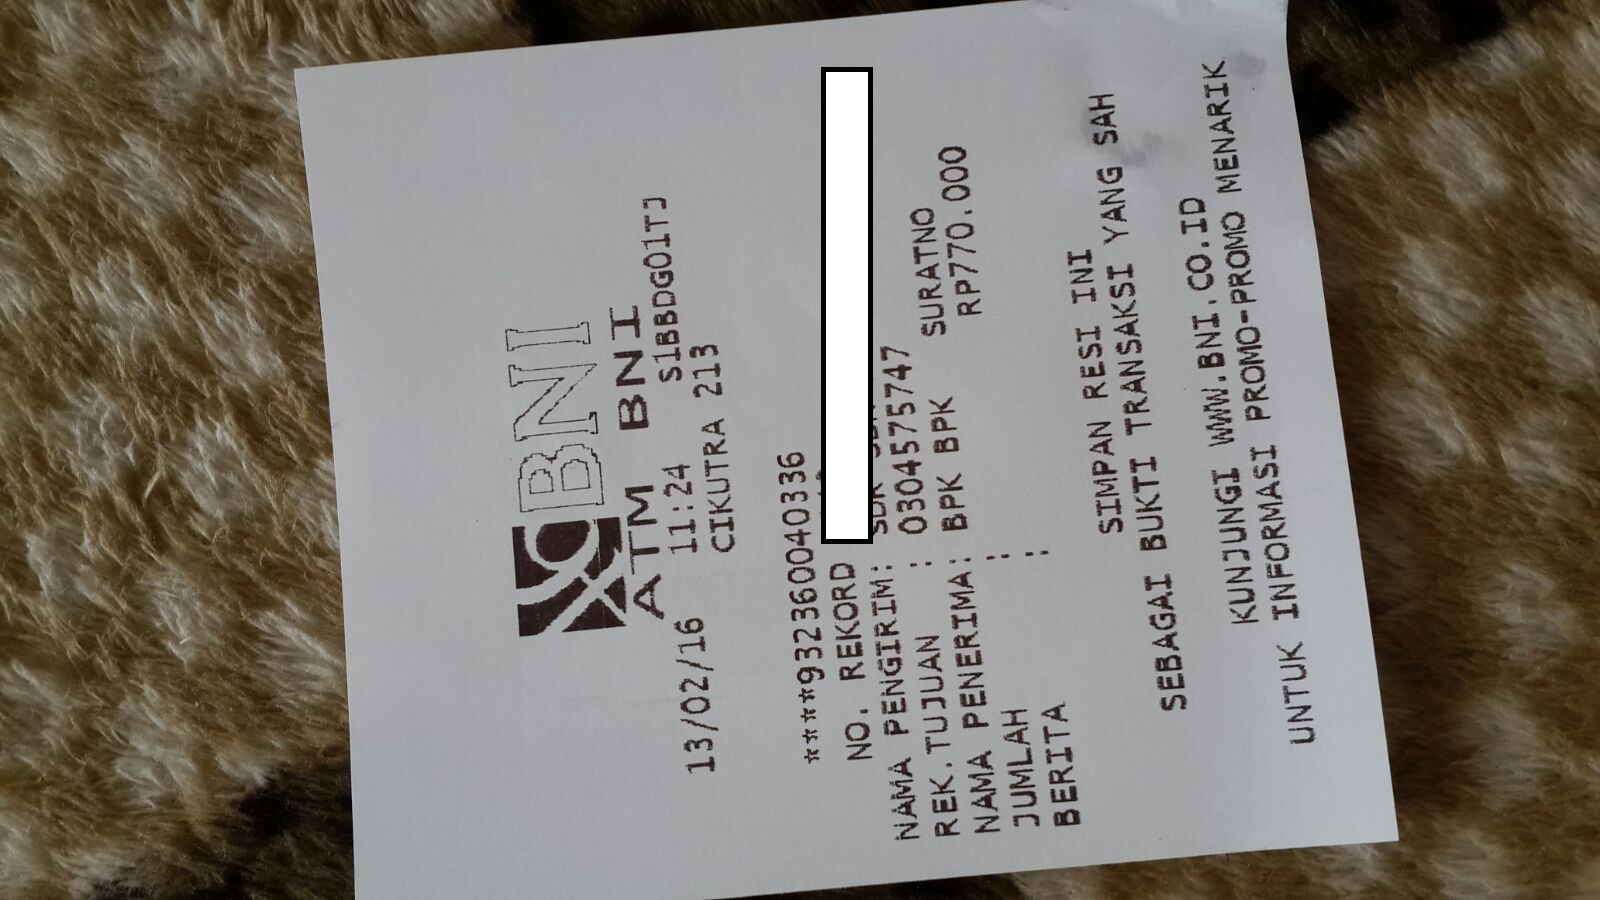 BNI
ATM BNI
13/02/16 11:24 S1BBDG01TJ
CIKUTRA 213
****932360040336
NO. REKORD
NAMA PENGIRIM:
REK.TUJUAN : 0304575747
NAMA PENERIMA: BPK BPK SURATNO
JUMLAH : RP770.000
BERITA :
SIMPAN RESI INI
SEBAGAI BUKTI TRANSAKSI YANG SAH
KUNJUNGI WWW.BNI.CO.ID
UNTUK INFORMASI PROMO-PROMO MENARIK